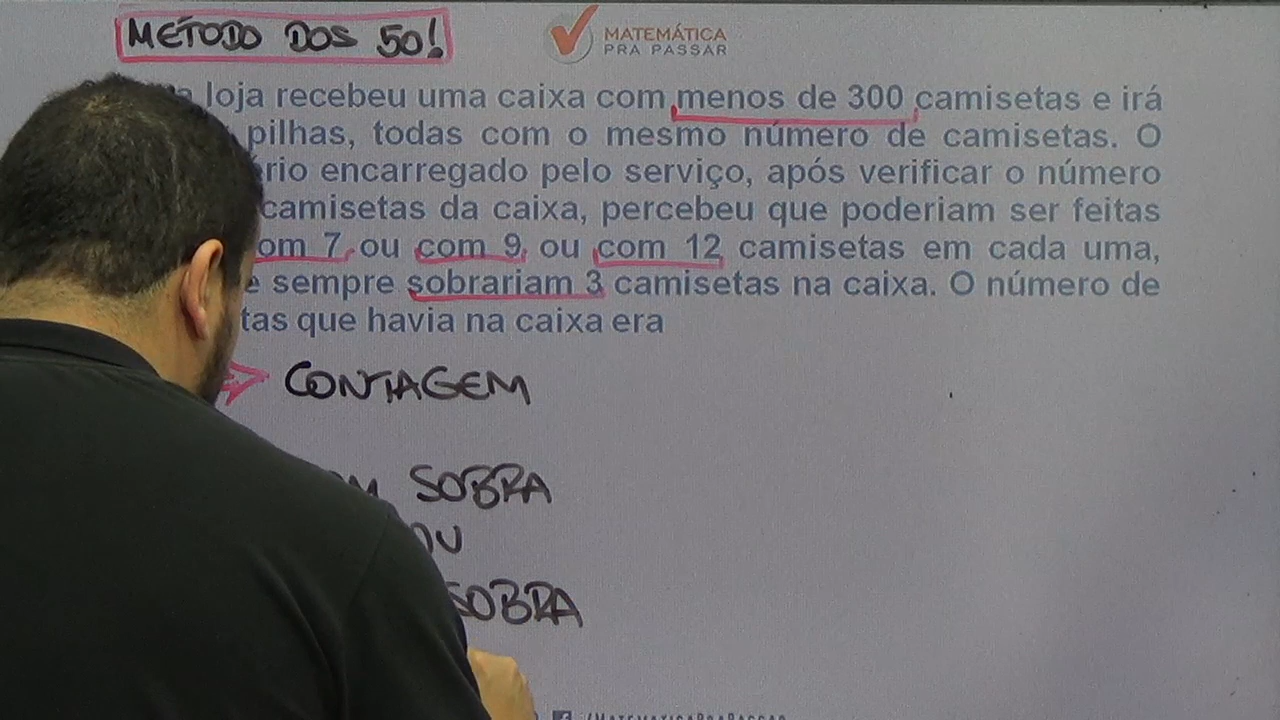 MÉTODO DOS 50!
MATEMÁTICA
PRA PASSAR
loja recebeu uma caixa com menos de 300 camisetas e irá
pilhas, todas com o mesmo número de camisetas. O
encarregado pelo serviço, após verificar o número
camisetas da caixa, percebeu que poderiam ser feitas
7 ou com 9 ou com 12 camisetas em cada uma,
e sempre sobrariam 3 camisetas na caixa. O número de
que havia na caixa era
CONTAGEM
SOBRA
OU
SOBRA
/MATEMATICAPRAPASSAR